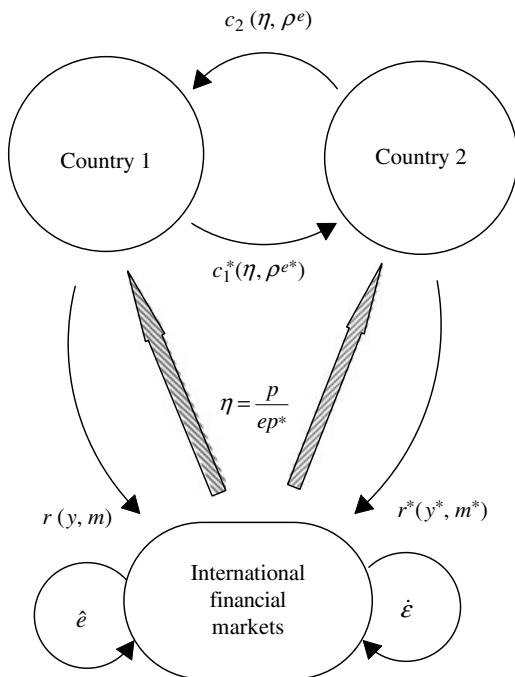 c₂ (η, ρᵉ)
Country 1
Country 2
c₁*(η, ρᵉ*)
η = p / ep*
r (y, m)
r*(y*, m*)
International
financial
markets
ê
ε̇